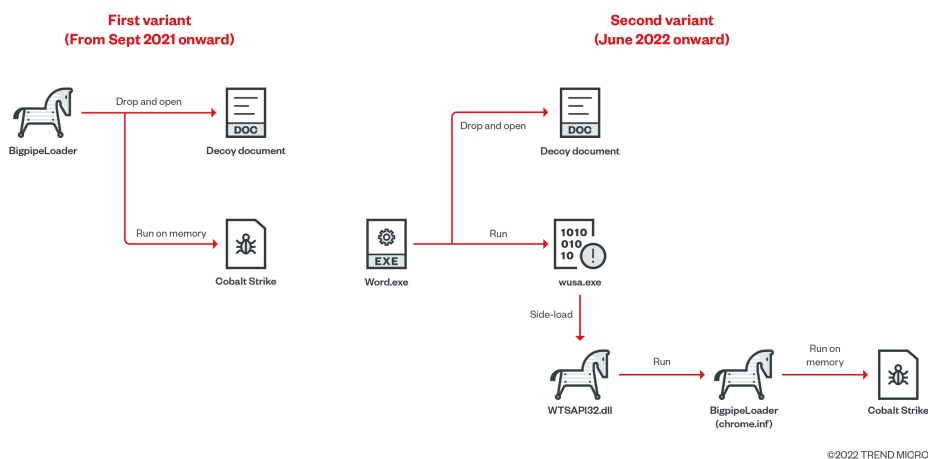 First variant
(From Sept 2021 onward)
BigpipeLoader
Drop and open
DOC
Decoy document
Run on memory
Cobalt Strike
Second variant
(June 2022 onward)
Drop and open
DOC
Decoy document
EXE
Word.exe
Run
1010
010
10
wusa.exe
Side-load
WTSAPI32.dll
Run
BigpipeLoader
(chrome.inf)
Run on
memory
Cobalt Strike
©2022 TREND MICRO